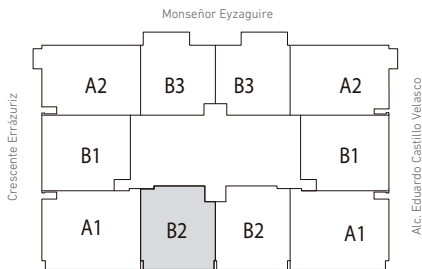 Monseñor Eyzaguire
Crescente Errázuriz
Alc. Eduardo Castillo Velasco
A2 B3 B3 A2
B1 B1
A1 B2 B2 A1